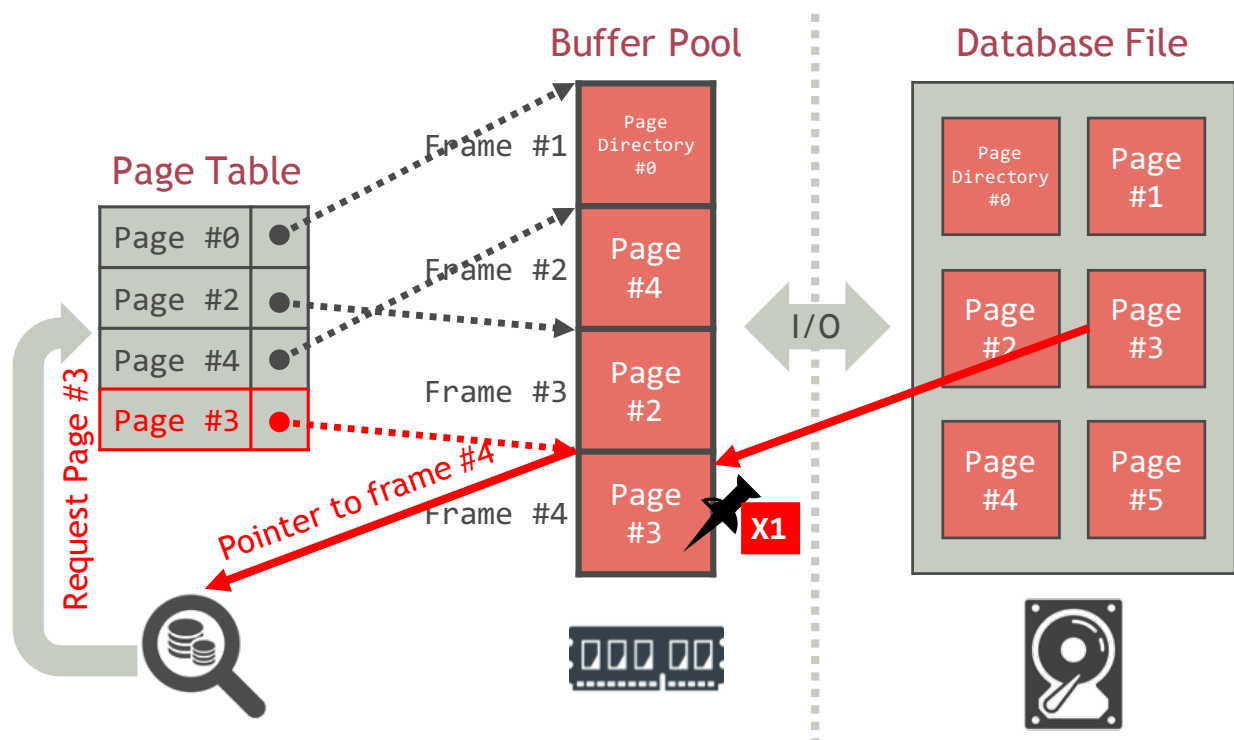 Buffer Pool
Database File
Page Table
Page #0
Page #2
Page #4
Page #3
Request Page #3
Pointer to frame #4
Frame #1
Frame #2
Frame #3
Frame #4
Page
Directory
#0
Page
#4
Page
#2
Page
#3
X1
I/O
Page
Directory
#0
Page
#1
Page
#2
Page
#3
Page
#4
Page
#5